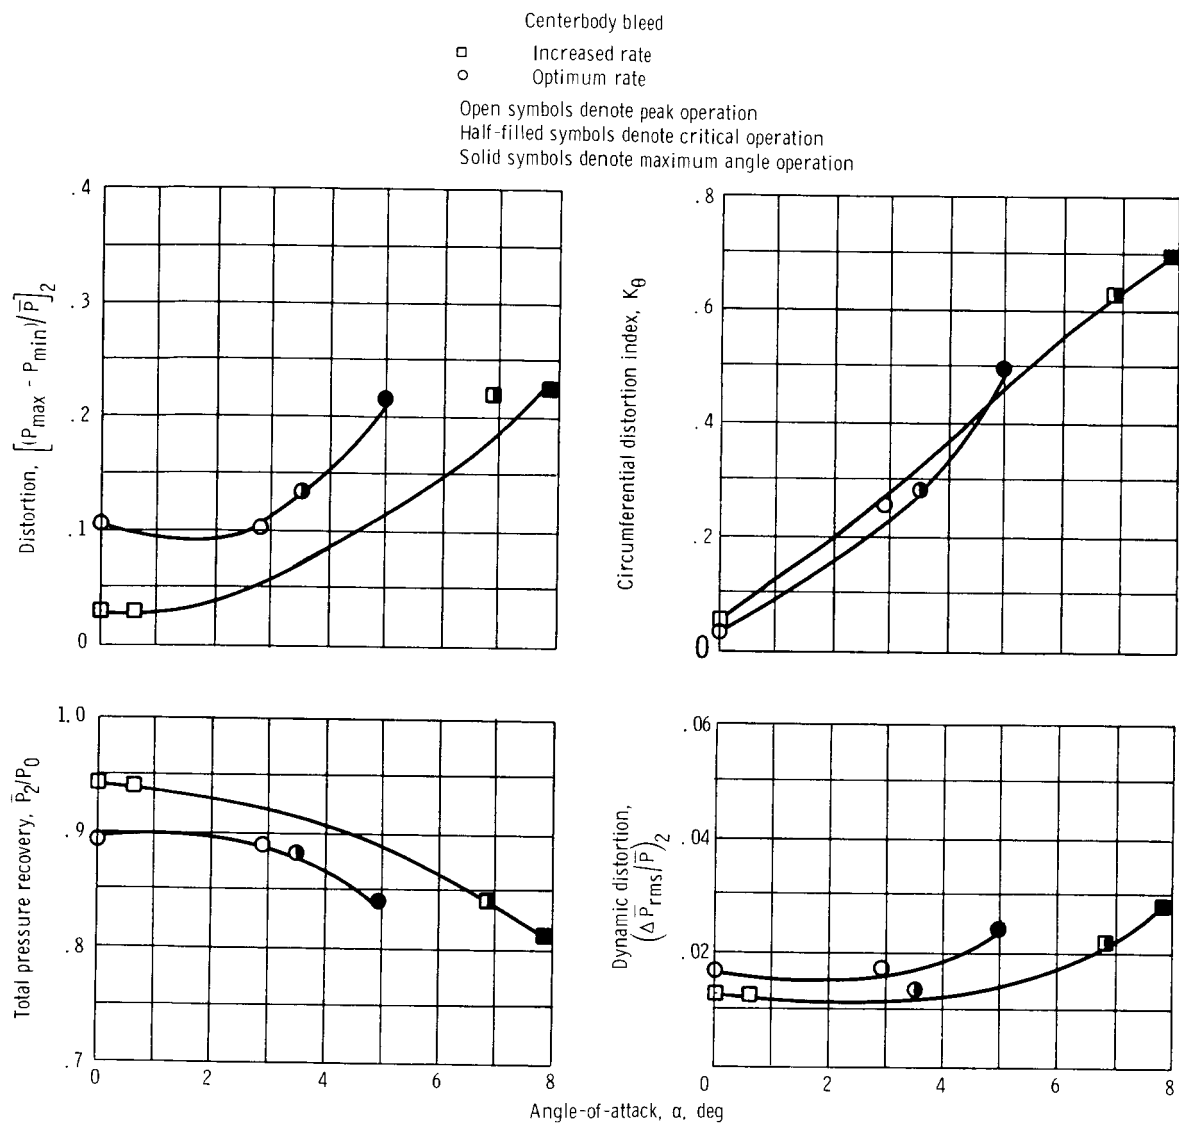 Centerbody bleed
Increased rate
Optimum rate
Open symbols denote peak operation
Half-filled symbols denote critical operation
Solid symbols denote maximum angle operation
Distortion, [(Pmax - Pmin)/P̅]2
.4
.3
.2
.1
0
Circumferential distortion index, Kθ
.8
.6
.4
.2
0
Total pressure recovery, P̅2/P0
1.0
.9
.8
.7
0 2 4 6 8
Dynamic distortion,
(ΔP̅rms/P̅)2
.06
.04
.02
0
2 4 6 8
Angle-of-attack, α, deg